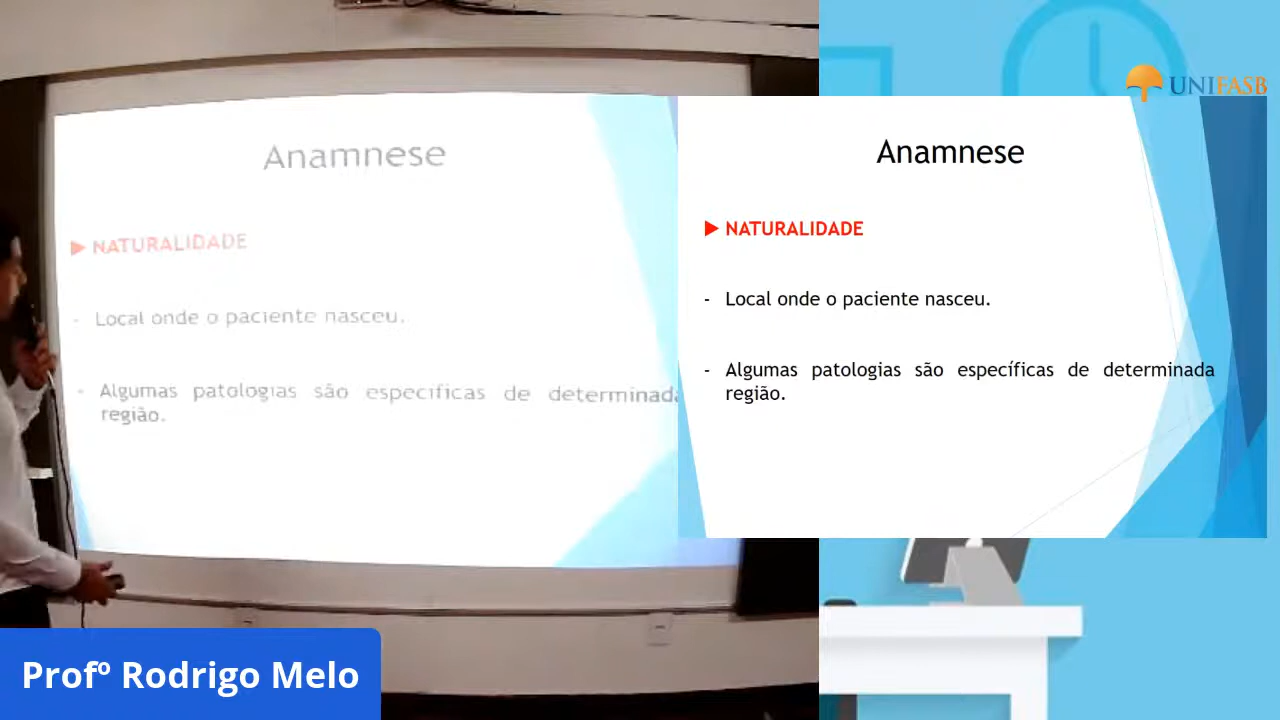 Anamnese
▶ NATURALIDADE
- Local onde o paciente nasceu.
- Algumas patologias são específicas de determinada
região.
UNIFASB
Anamnese
▶ NATURALIDADE
- Local onde o paciente nasceu.
- Algumas patologias são específicas de determinada
região.
Profº Rodrigo Melo